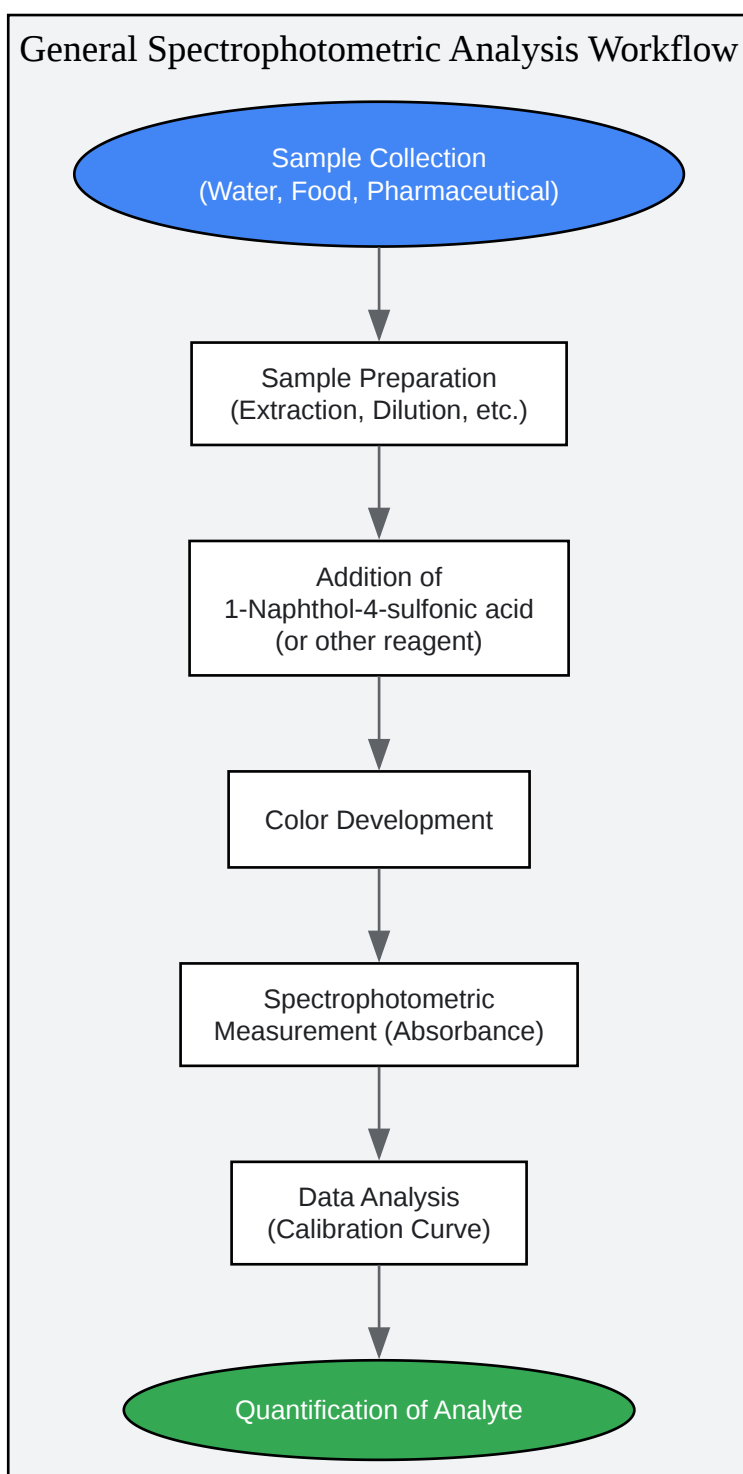 General Spectrophotometric Analysis Workflow
Sample Collection
(Water, Food, Pharmaceutical)
Sample Preparation
(Extraction, Dilution, etc.)
Addition of
1-Naphthol-4-sulfonic acid
(or other reagent)
Color Development
Spectrophotometric
Measurement (Absorbance)
Data Analysis
(Calibration Curve)
Quantification of Analyte